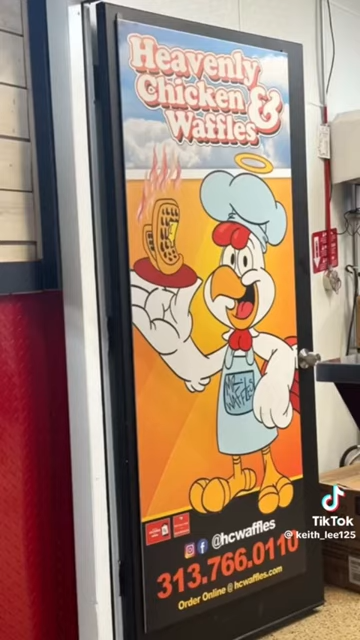 Heavenly
Chicken &
Waffles
MR.
WAFFLES
@hcwaffles
313.766.0110
Order Online @ hcwaffles.com
TikTok
@keith_lee125